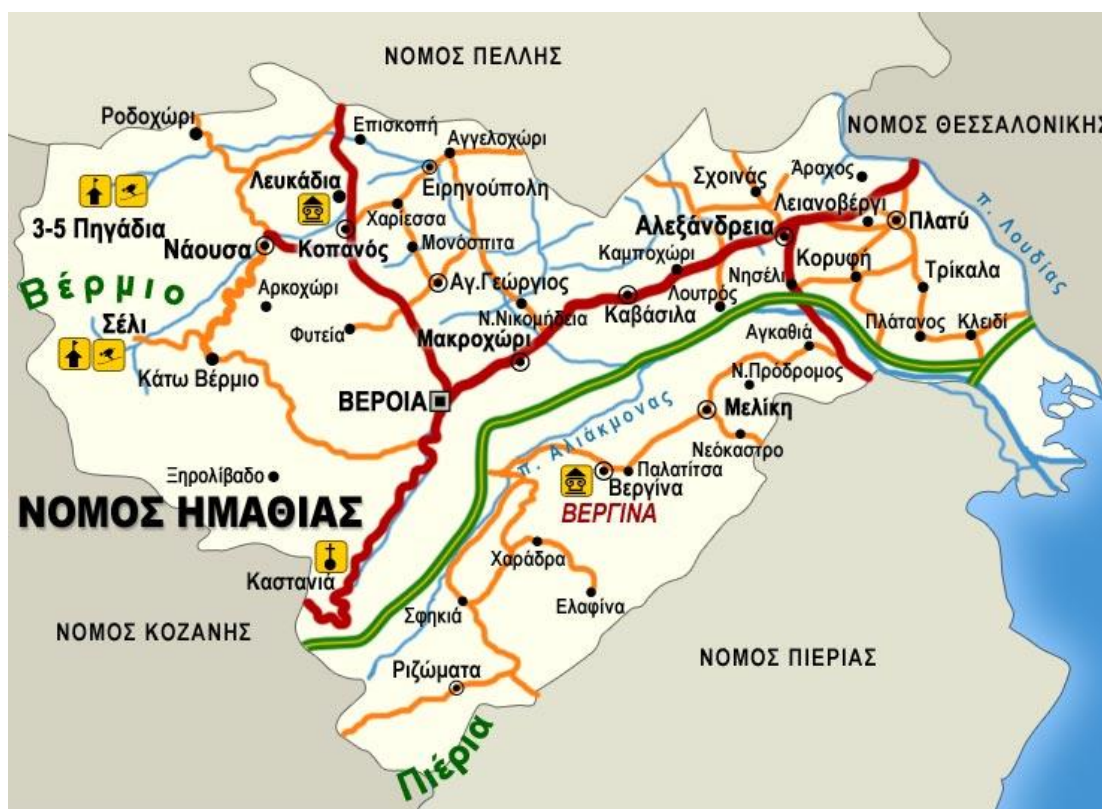 ΝΟΜΟΣ ΠΕΛΛΗΣ
Ροδοχώρι
Επισκοπή
Αγγελοχώρι
ΝΟΜΟΣ ΘΕΣΣΑΛΟΝΙΚΗΣ
Λευκάδια
Ειρηνούπολη
Σχοινάς
Άραχος
3-5 Πηγάδια
Χαρίεσσα
Λειανοβέργι
π. Λουδίας
Νάουσα
Κοπανός
Μονόσπιτα
Αλεξάνδρεια
Πλατύ
Βέρμιο
Αρκοχώρι
Αγ.Γεώργιος
Καμποχώρι
Νησέλι
Κορυφή
Τρίκαλα
Σέλι
Φυτεία
Ν.Νικομήδεια
Καβάσιλα
Λουτρός
Πλάτανος
Κλειδί
Κάτω Βέρμιο
Μακροχώρι
Αγκαθιά
ΒΕΡΟΙΑ
Ν.Πρόδρομος
Μελίκη
π. Αλιάκμονας
Νεόκαστρο
Ξηρολίβαδο
Παλατίτσα
Βεργίνα
ΝΟΜΟΣ ΗΜΑΘΙΑΣ
ΒΕΡΓΙΝΑ
Καστανιά
Χαράδρα
Ελαφίνα
Σφηκιά
ΝΟΜΟΣ ΚΟΖΑΝΗΣ
ΝΟΜΟΣ ΠΙΕΡΙΑΣ
Ριζώματα
Πιέρια